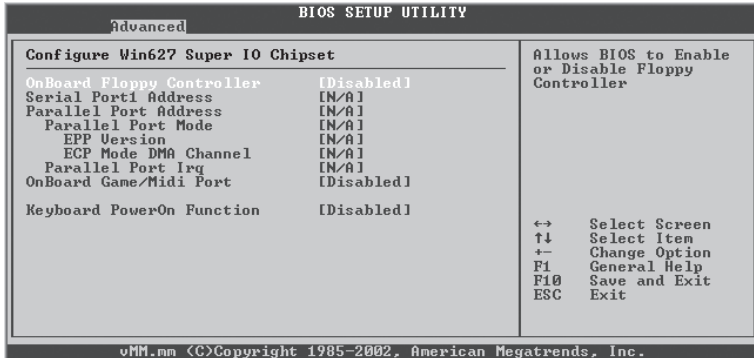 BIOS SETUP UTILITY
Advanced
Configure Win627 Super IO Chipset
OnBoard Floppy Controller [Disabled]
Serial Port1 Address [N/A]
Parallel Port Address [N/A]
Parallel Port Mode [N/A]
EPP Version [N/A]
ECP Mode DMA Channel [N/A]
Parallel Port Irq [N/A]
OnBoard Game/Midi Port [Disabled]
Keyboard PowerOn Function [Disabled]
Allows BIOS to Enable
or Disable Floppy
Controller
↔ Select Screen
↑↓ Select Item
+- Change Option
F1 General Help
F10 Save and Exit
ESC Exit
vMM.mm (C)Copyright 1985-2002, American Megatrends, Inc.